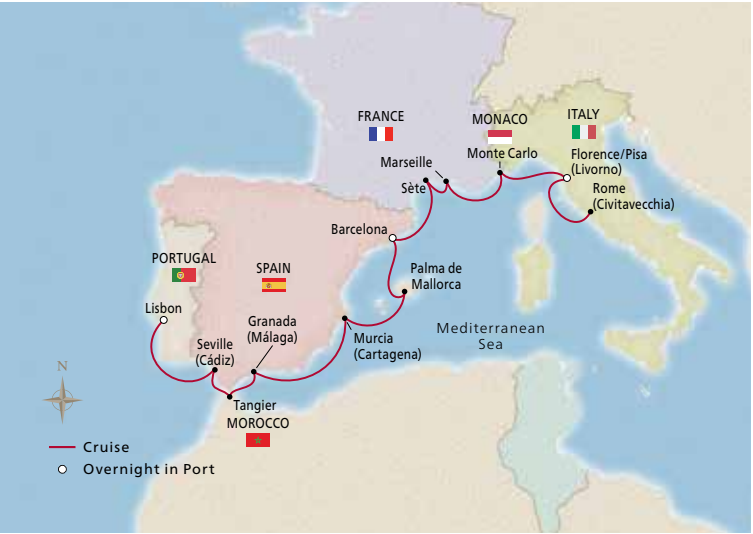 FRANCE
MONACO
ITALY
Marseille
Monte Carlo
Florence/Pisa
(Livorno)
Sète
Rome
(Civitavecchia)
Barcelona
PORTUGAL
SPAIN
Palma de
Mallorca
Lisbon
Granada
(Málaga)
Seville
(Cádiz)
Murcia
(Cartagena)
Mediterranean
Sea
N
Tangier
MOROCCO
Cruise
Overnight in Port